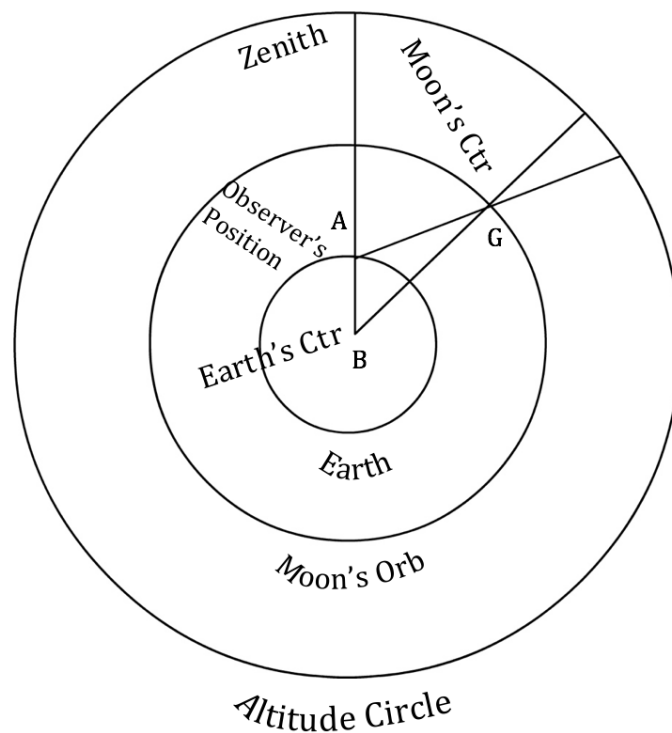 Zenith
Moon's Ctr
Observer's
Position
A
G
Earth's Ctr
B
Earth
Moon's Orb
Altitude Circle